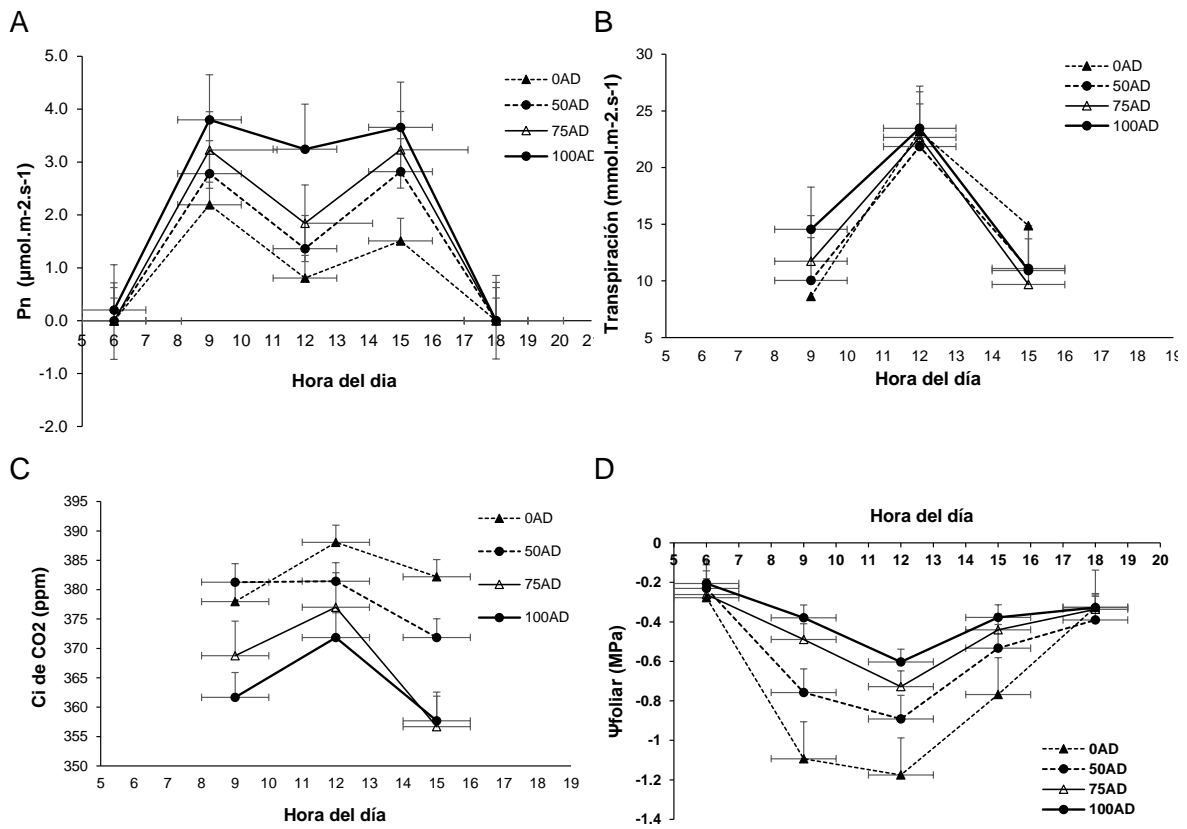 A
5.0
4.0
3.0
2.0
1.0
0.0
-1.0
-2.0
Pn (µmol.m-2.s-1)
5 6 7 8 9 10 11 12 13 14 15 16 17 18 19 20
Hora del dia
0AD
50AD
75AD
100AD
B
30
25
20
15
10
5
Transpiración (mmol.m-2.s-1)
5 6 7 8 9 10 11 12 13 14 15 16 17 18 19
Hora del día
0AD
50AD
75AD
100AD
C
395
390
385
380
375
370
365
360
355
350
Ci de CO2 (ppm)
5 6 7 8 9 10 11 12 13 14 15 16 17 18 19
Hora del día
0AD
50AD
75AD
100AD
D
Hora del día
5 6 7 8 9 10 11 12 13 14 15 16 17 18 19 20
0
-0.2
-0.4
-0.6
-0.8
-1
-1.2
-1.4
Ψfoliar (MPa)
0AD
50AD
75AD
100AD